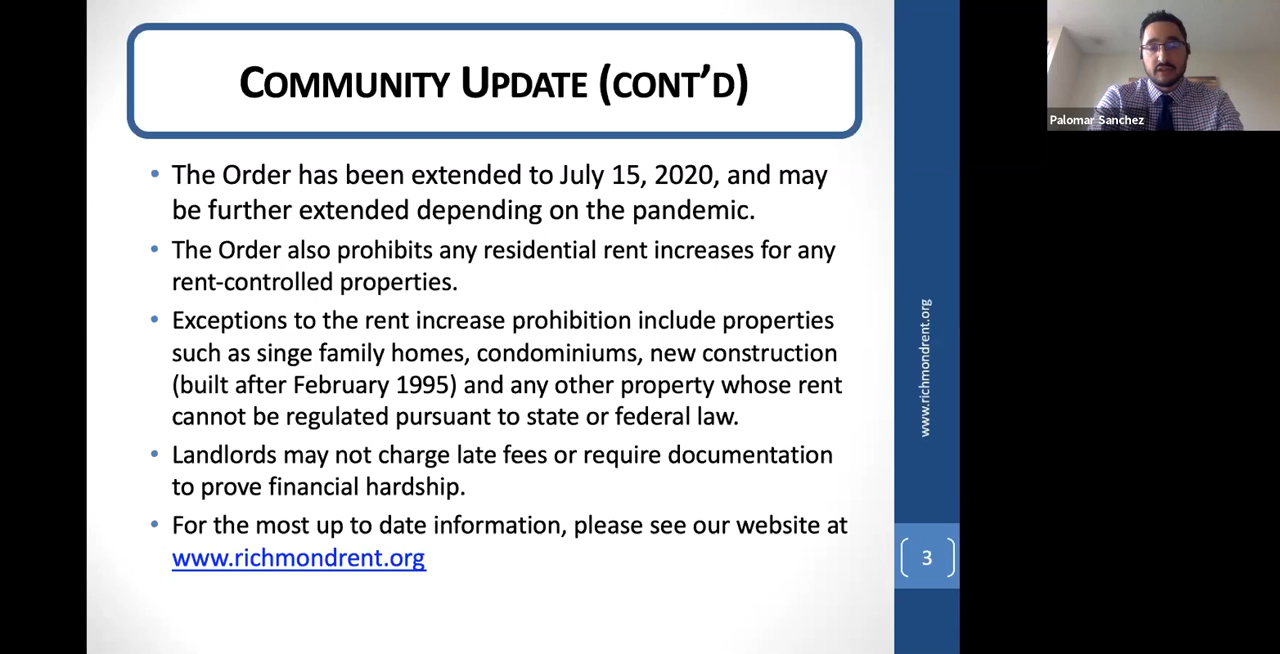 COMMUNITY UPDATE (CONT'D)
• The Order has been extended to July 15, 2020, and may
be further extended depending on the pandemic.
• The Order also prohibits any residential rent increases for any
rent-controlled properties.
• Exceptions to the rent increase prohibition include properties
such as singe family homes, condominiums, new construction
(built after February 1995) and any other property whose rent
cannot be regulated pursuant to state or federal law.
• Landlords may not charge late fees or require documentation
to prove financial hardship.
• For the most up to date information, please see our website at
www.richmondrent.org
www.richmondrent.org
3
Palomar Sanchez